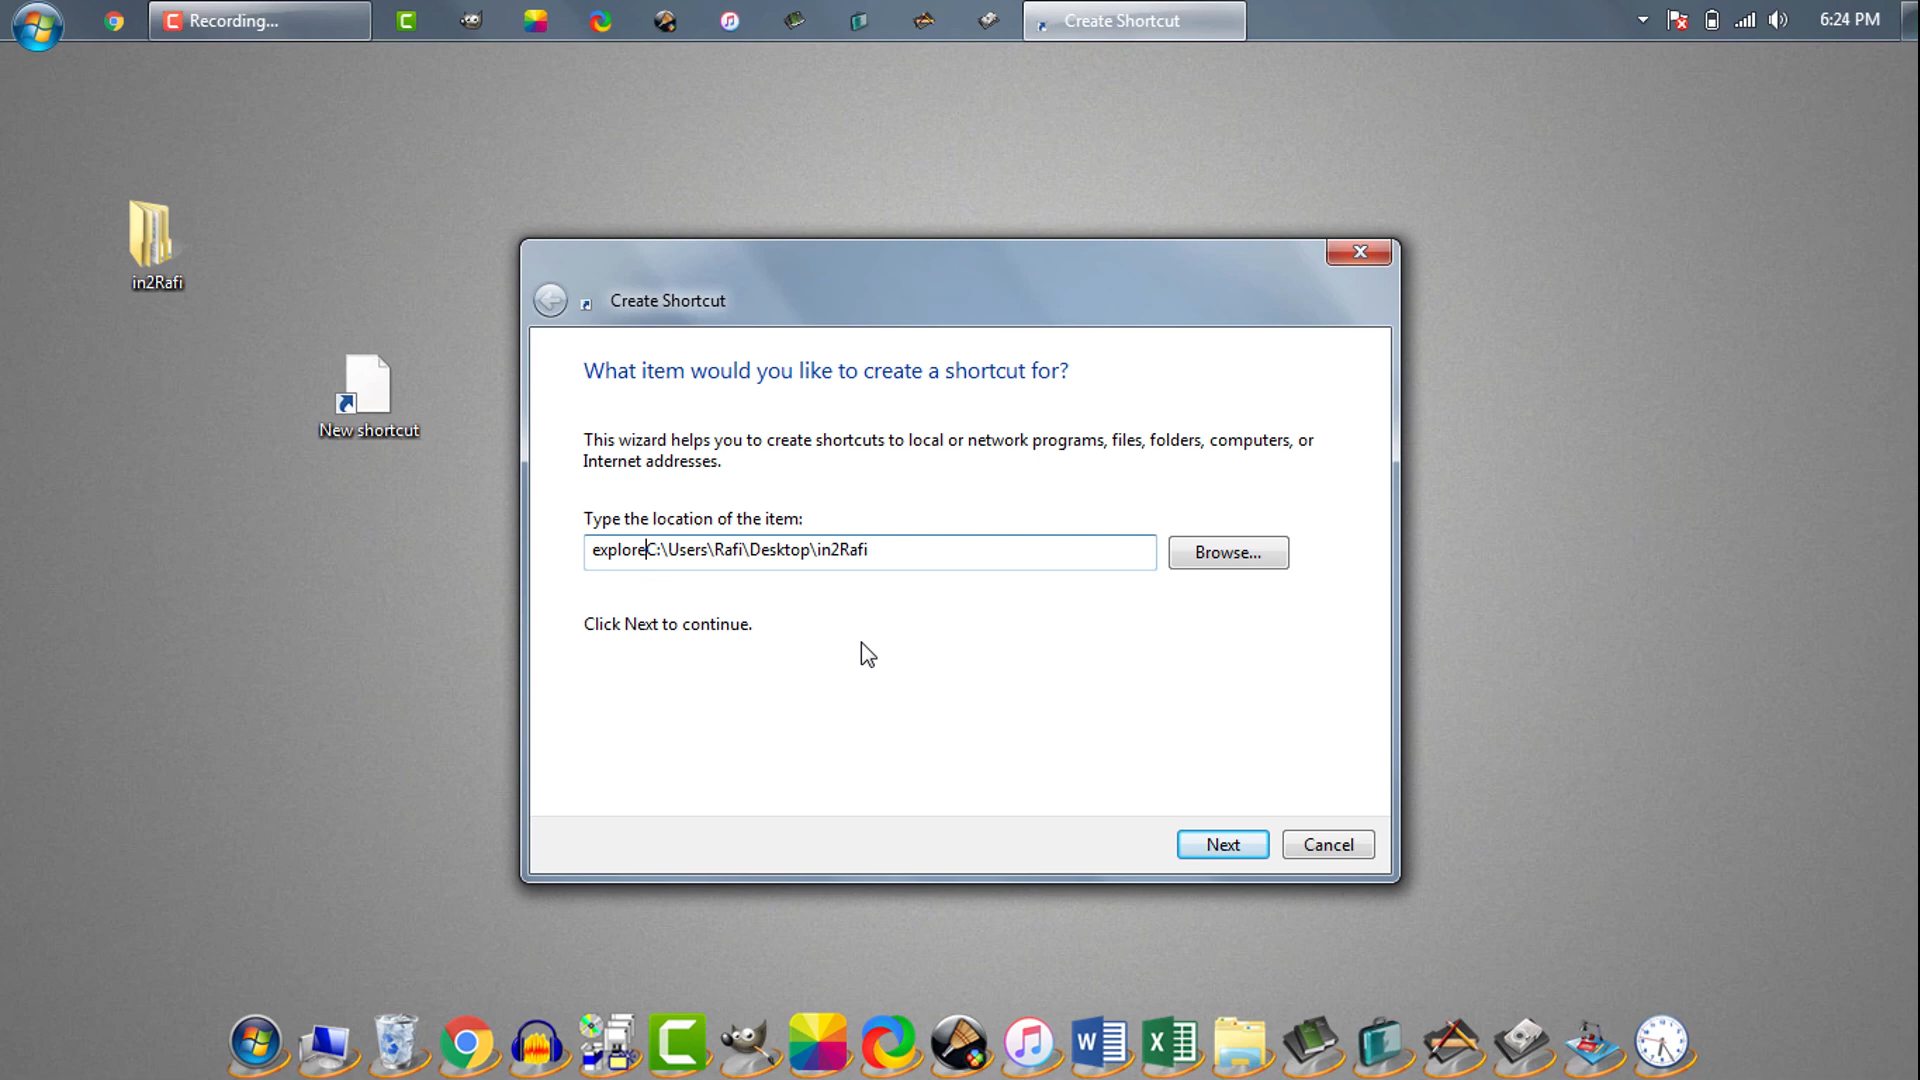 Recording...
Create Shortcut
6:24 PM
in2Rafi
New shortcut
Create Shortcut
What item would you like to create a shortcut for?
This wizard helps you to create shortcuts to local or network programs, files, folders, computers, or
Internet addresses.
Type the location of the item:
exploreC:\Users\Rafi\Desktop\in2Rafi
Browse...
Click Next to continue.
Next
Cancel